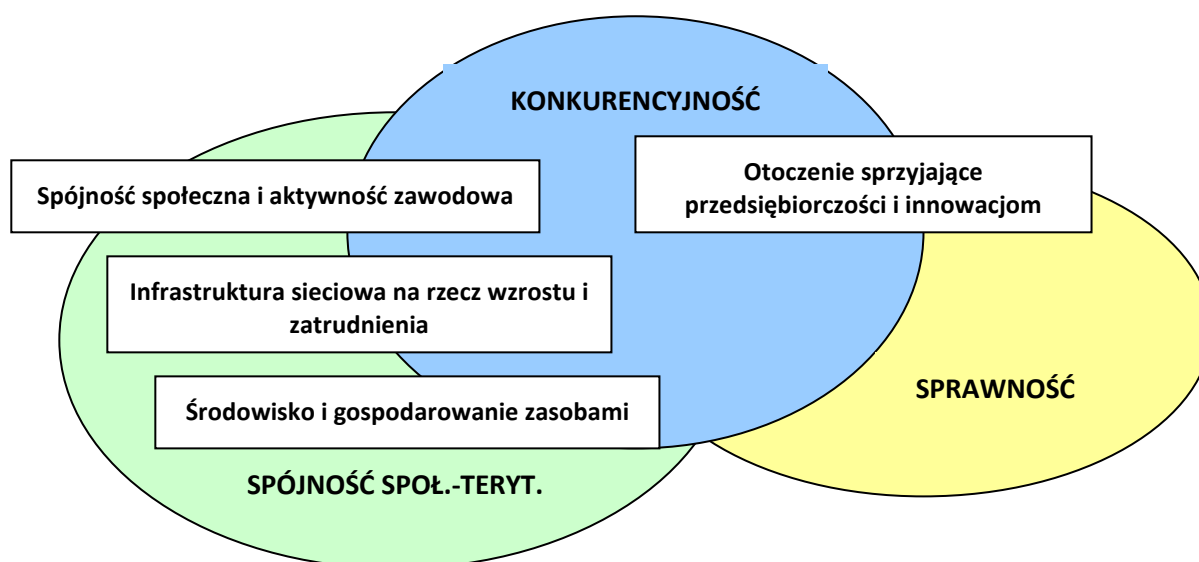 KONKURENCYJNOŚĆ
Otoczenie sprzyjające
przedsiębiorczości i innowacjom
Spójność społeczna i aktywność zawodowa
Infrastruktura sieciowa na rzecz wzrostu i
zatrudnienia
Środowisko i gospodarowanie zasobami
SPRAWNOŚĆ
SPÓJNOŚĆ SPOŁ.-TERYT.